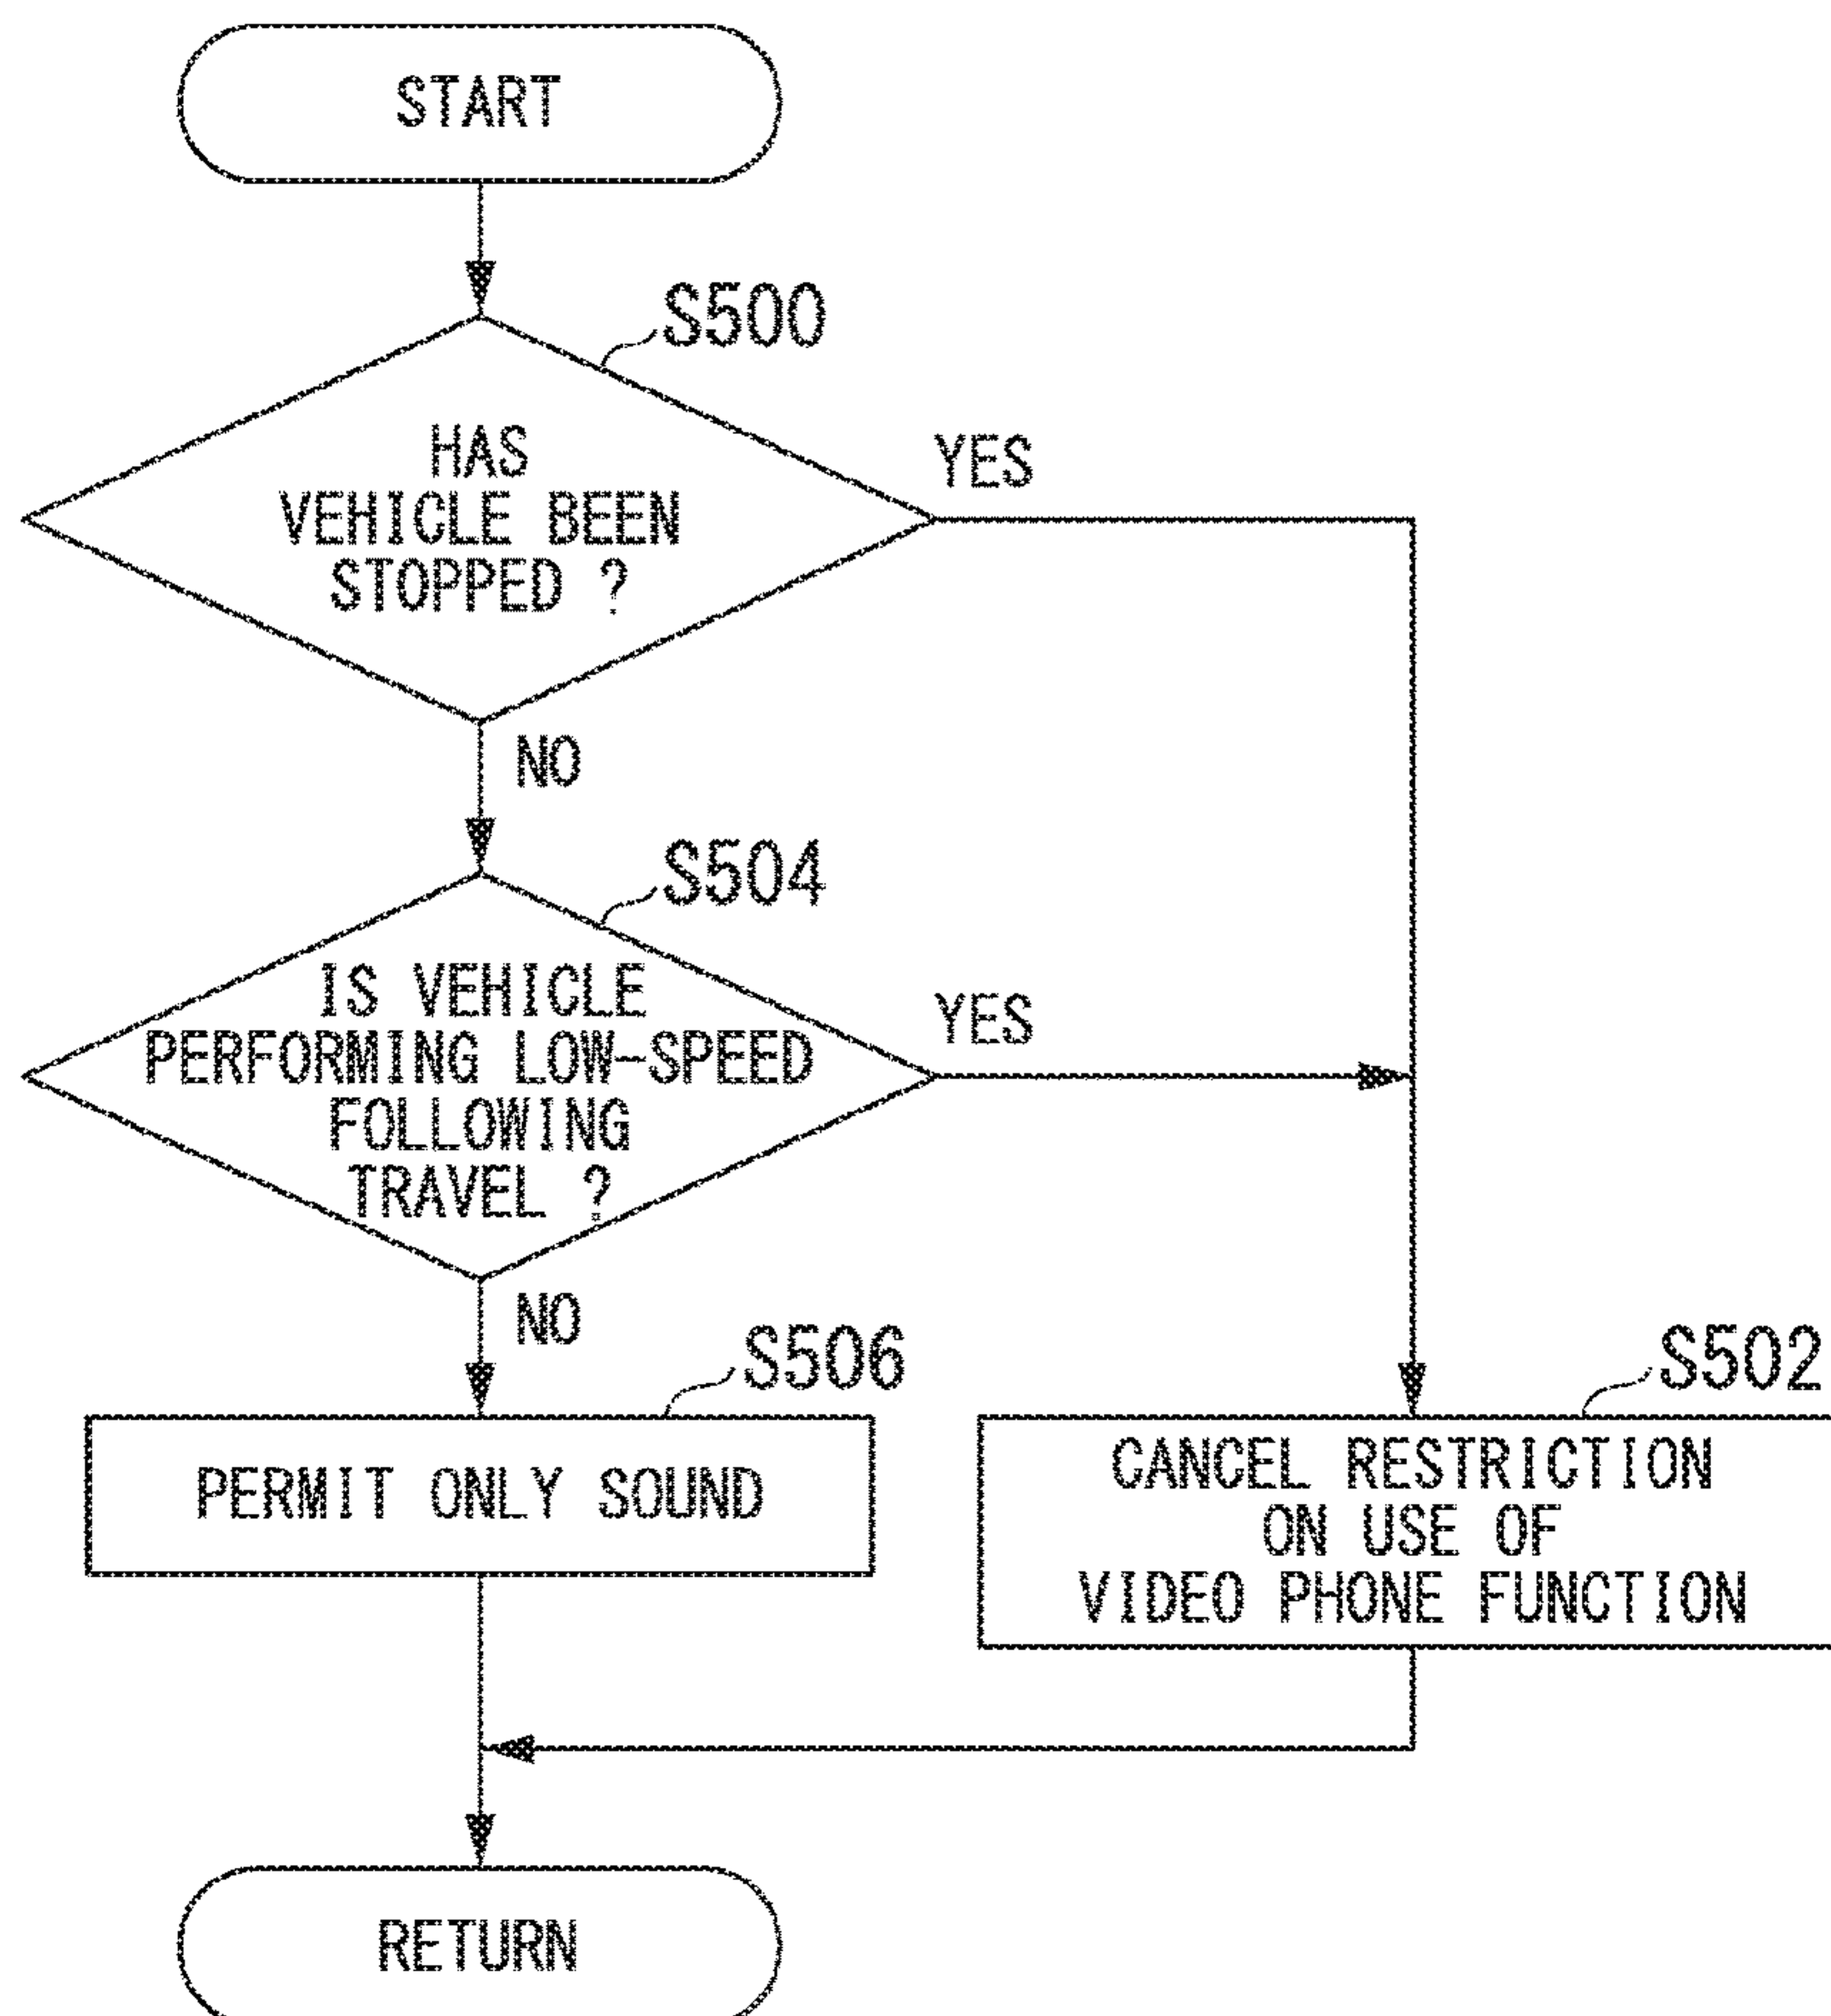 START
S500
HAS
VEHICLE BEEN
STOPPED ?
YES
NO
S504
IS VEHICLE
PERFORMING LOW-SPEED
FOLLOWING
TRAVEL ?
YES
NO
S506
PERMIT ONLY SOUND
S502
CANCEL RESTRICTION
ON USE OF
VIDEO PHONE FUNCTION
RETURN